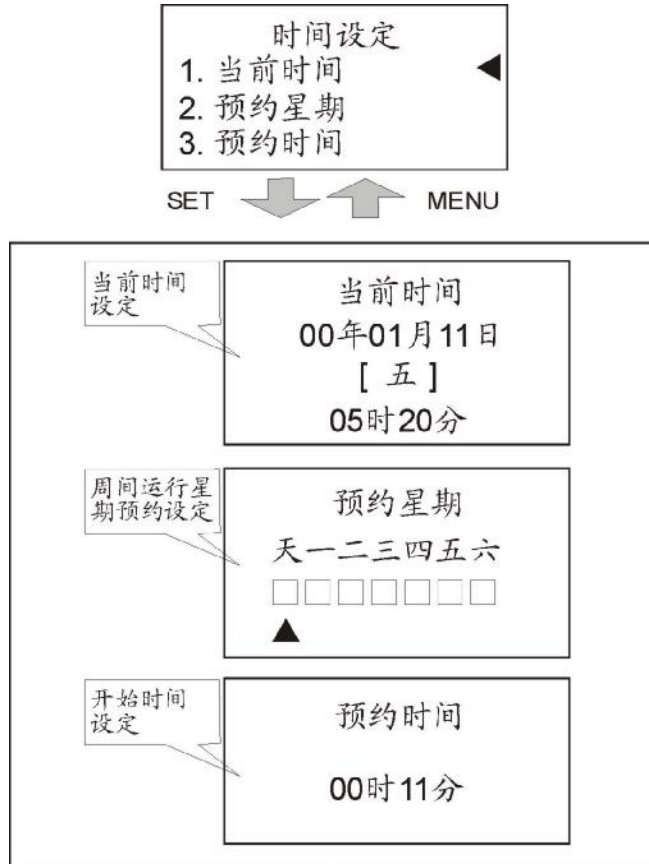 时间设定
1. 当前时间
2. 预约星期
3. 预约时间
SET MENU
当前时间
设定
当前时间
00年01月11日
[ 五 ]
05时20分
周间运行星
期预约设定
预约星期
天一二三四五六
开始时间
设定
预约时间
00时11分